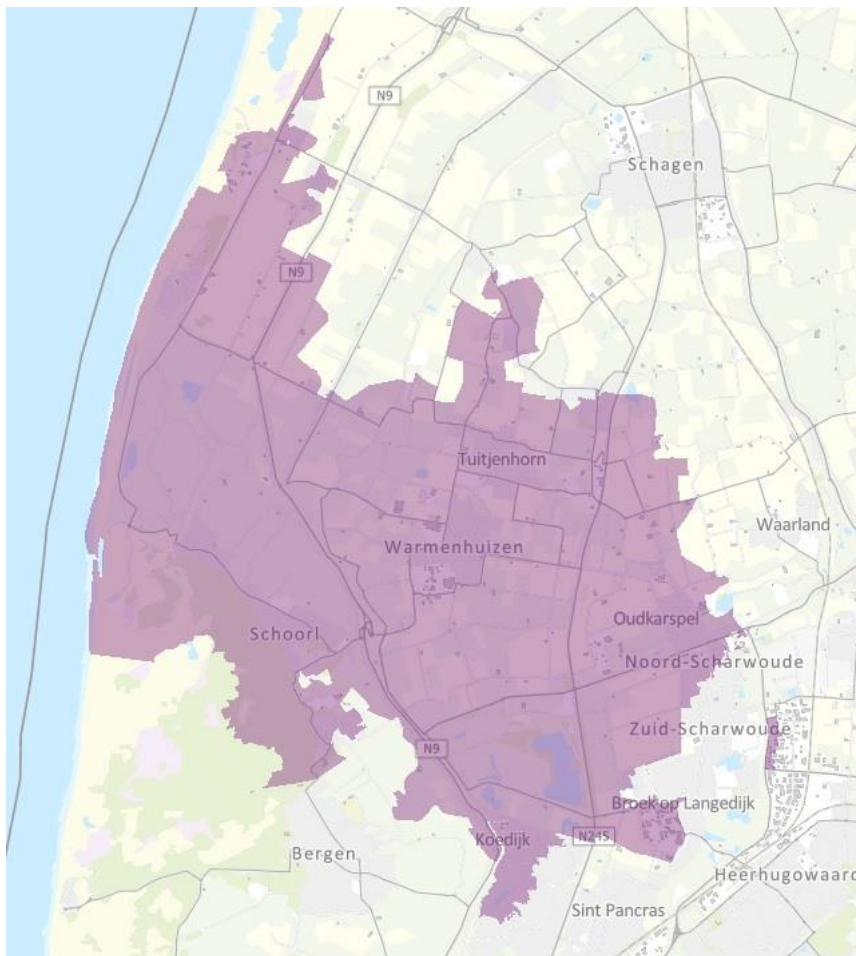 N9
Schagen
N9
Tuitjenhorn
Waarland
Warmenhuizen
Oudkarspel
Schoorl
Noord-Scharwoude
Zuid-Scharwoude
N9
Broek op Langedijk
Koedijk
N245
Bergen
Heerhugowaard
Sint Pancras